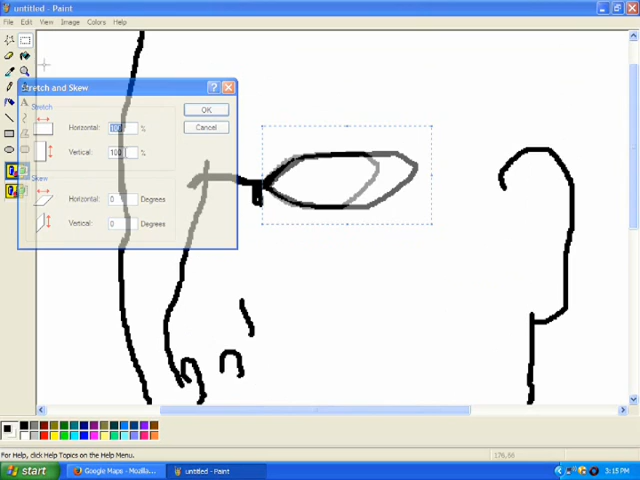 untitled - Paint
File Edit View Image Colors Help
Stretch and Skew
Stretch
Horizontal: 100 %
OK
Cancel
Vertical: 100 %
Skew
Horizontal: 0 Degrees
Vertical: 0 Degrees
For Help, click Help Topics on the Help Menu.
176,66
start
Google Maps - Mozilla...
untitled - Paint
3:15 PM